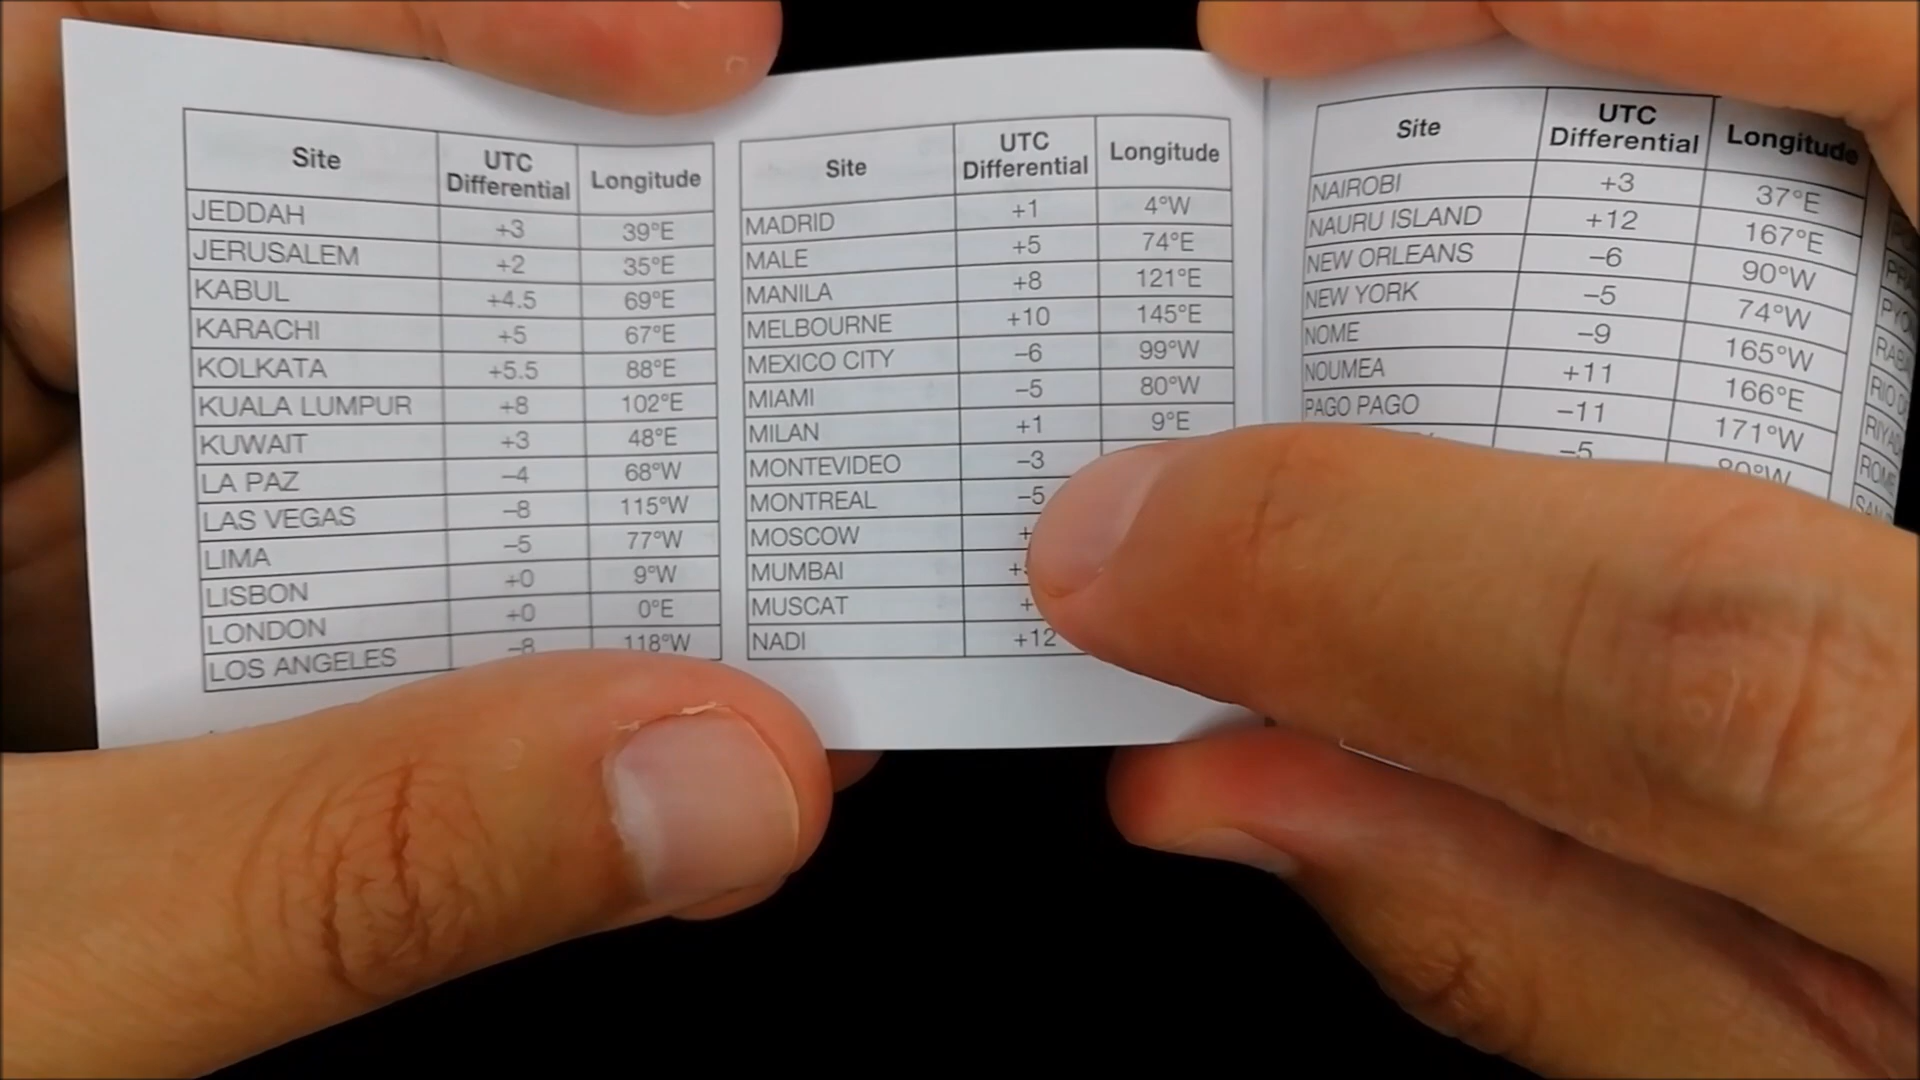 Site UTC Differential Longitude
JEDDAH +3 39°E
JERUSALEM +2 35°E
KABUL +4.5 69°E
KARACHI +5 67°E
KOLKATA +5.5 88°E
KUALA LUMPUR +8 102°E
KUWAIT +3 48°E
LA PAZ –4 68°W
LAS VEGAS –8 115°W
LIMA –5 77°W
LISBON +0 9°W
LONDON +0 0°E
LOS ANGELES –8 118°W
Site UTC Differential Longitude
MADRID +1 4°W
MALE +5 74°E
MANILA +8 121°E
MELBOURNE +10 145°E
MEXICO CITY –6 99°W
MIAMI –5 80°W
MILAN +1 9°E
MONTEVIDEO –3
MONTREAL –5
MOSCOW
MUMBAI
MUSCAT
NADI +12
Site UTC Differential Longitude
NAIROBI +3 37°E
NAURU ISLAND +12 167°E
NEW ORLEANS –6 90°W
NEW YORK –5 74°W
NOME –9 165°W
NOUMEA +11 166°E
PAGO PAGO –11 171°W
–5 80°W
ROME